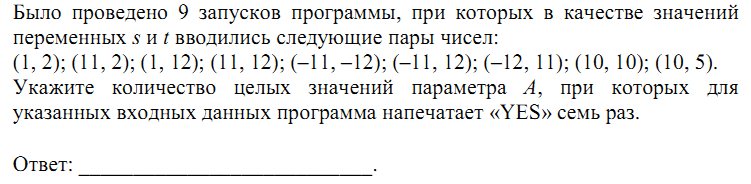 Было проведено 9 запусков программы, при которых в качестве значений
переменных s и t вводились следующие пары чисел:
(1, 2); (11, 2); (1, 12); (11, 12); (–11, –12); (–11, 12); (–12, 11); (10, 10); (10, 5).
Укажите количество целых значений параметра A, при которых для
указанных входных данных программа напечатает «YES» семь раз.
Ответ: ___________________________.